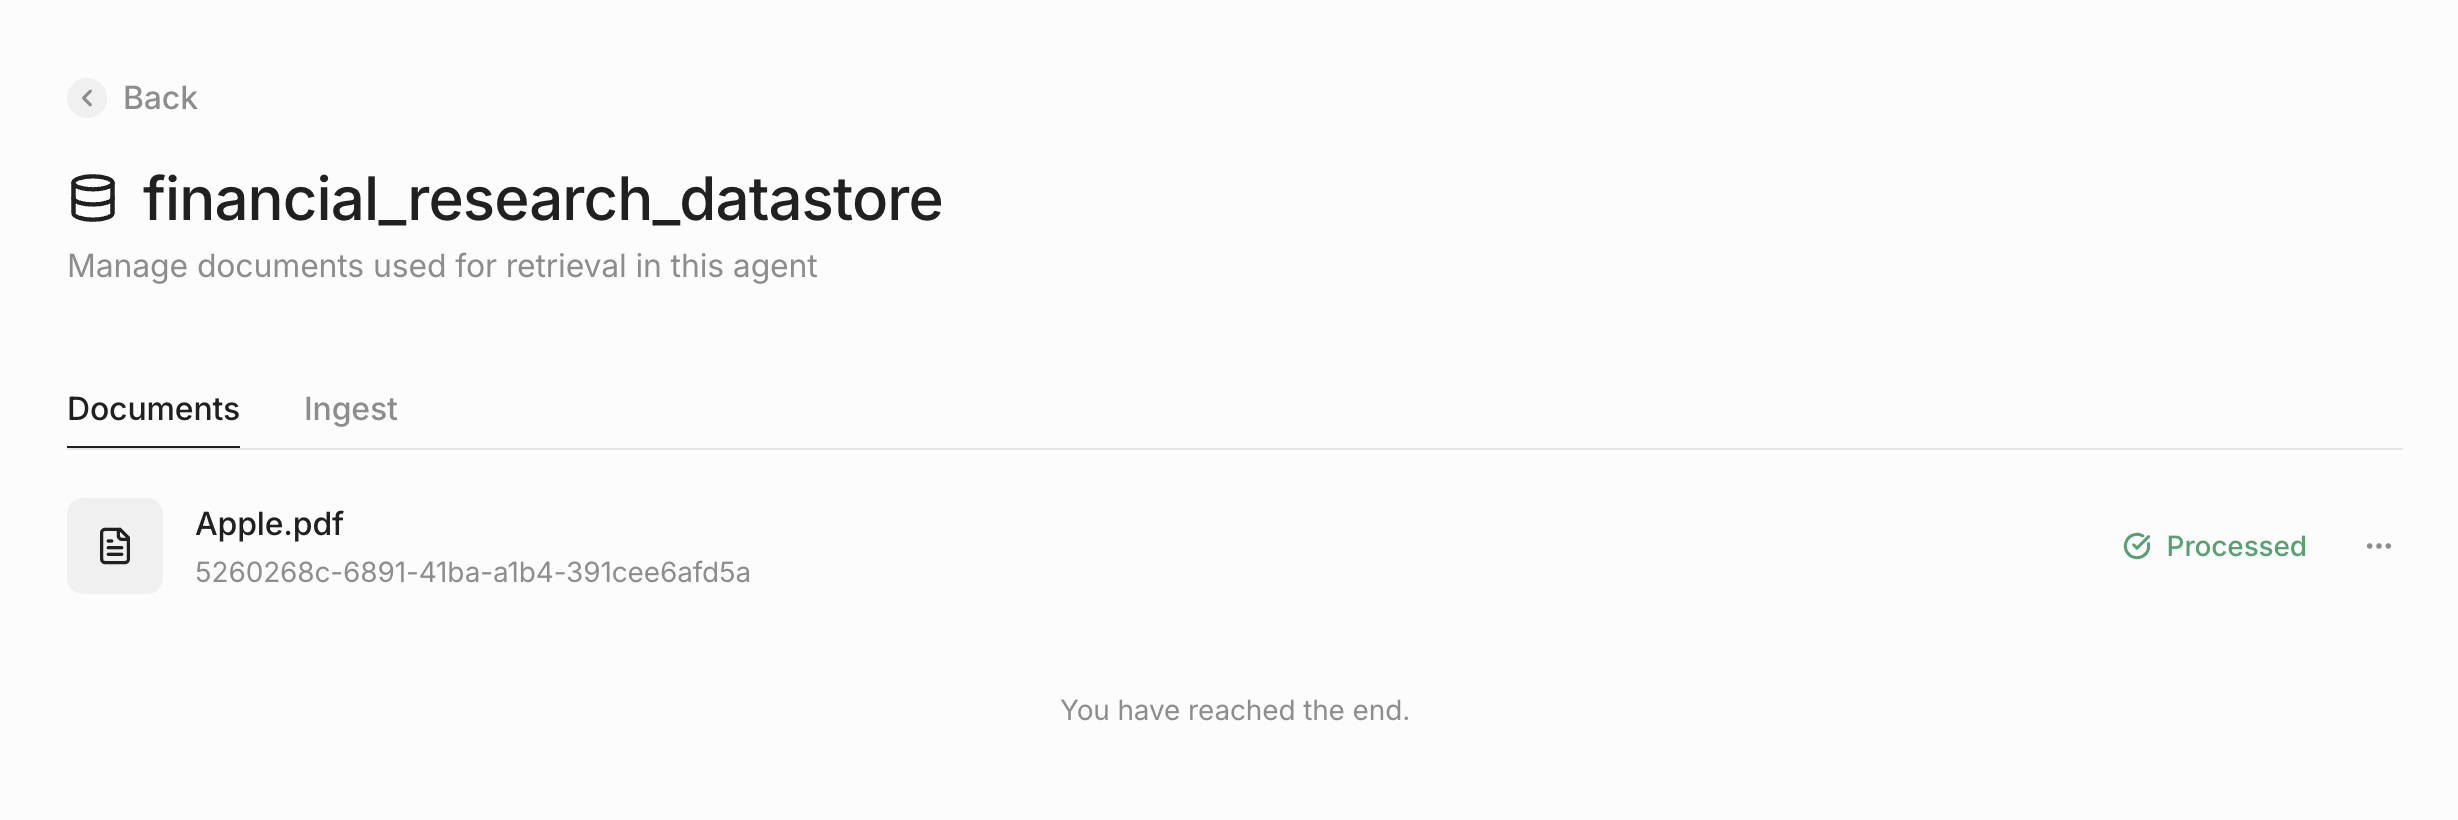 Back
financial_research_datastore
Manage documents used for retrieval in this agent
Documents Ingest
Apple.pdf
5260268c-6891-41ba-a1b4-391cee6afd5a
Processed
You have reached the end.